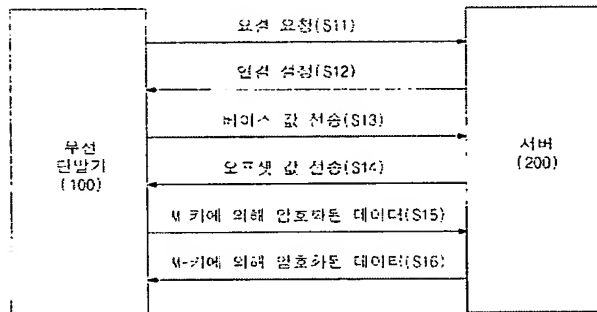 요청(S11)
연결 설정(S12)
베이스 값 전송(S13)
오프셋 값 전송(S14)
M 키에 의해 암호화된 데이터(S15)
M-키에 의해 암호화된 데이터(S16)
무선
단말기
(100)
서버
(200)